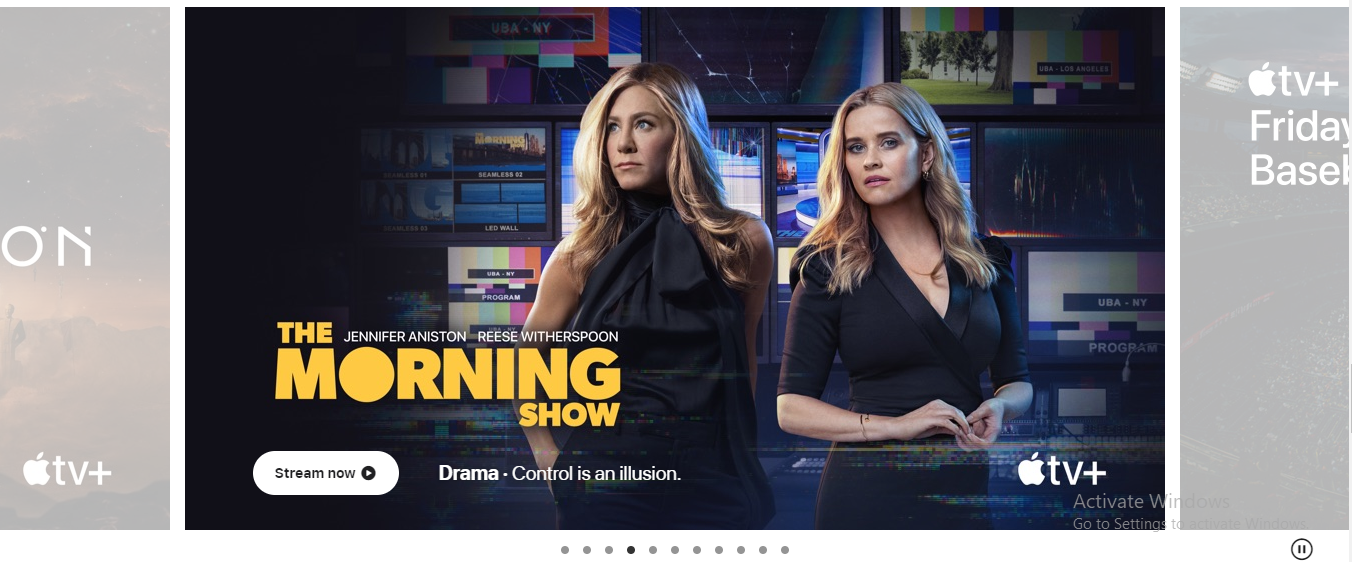 UBA - NY
UBA - LOS ANGELES
MORNING
SEAMLESS 01
SEAMLESS 02
SEAMLESS 03
LED WALL
UBA - NY
PROGRAM
UBA - NY
PROGRAM
THE
JENNIFER ANISTON REESE WITHERSPOON
MORNING
SHOW
Stream now
Drama · Control is an illusion.
tv+
ON
tv+
tv+
Friday
Baseb
Activate Windows
Go to Settings to activate Windows.